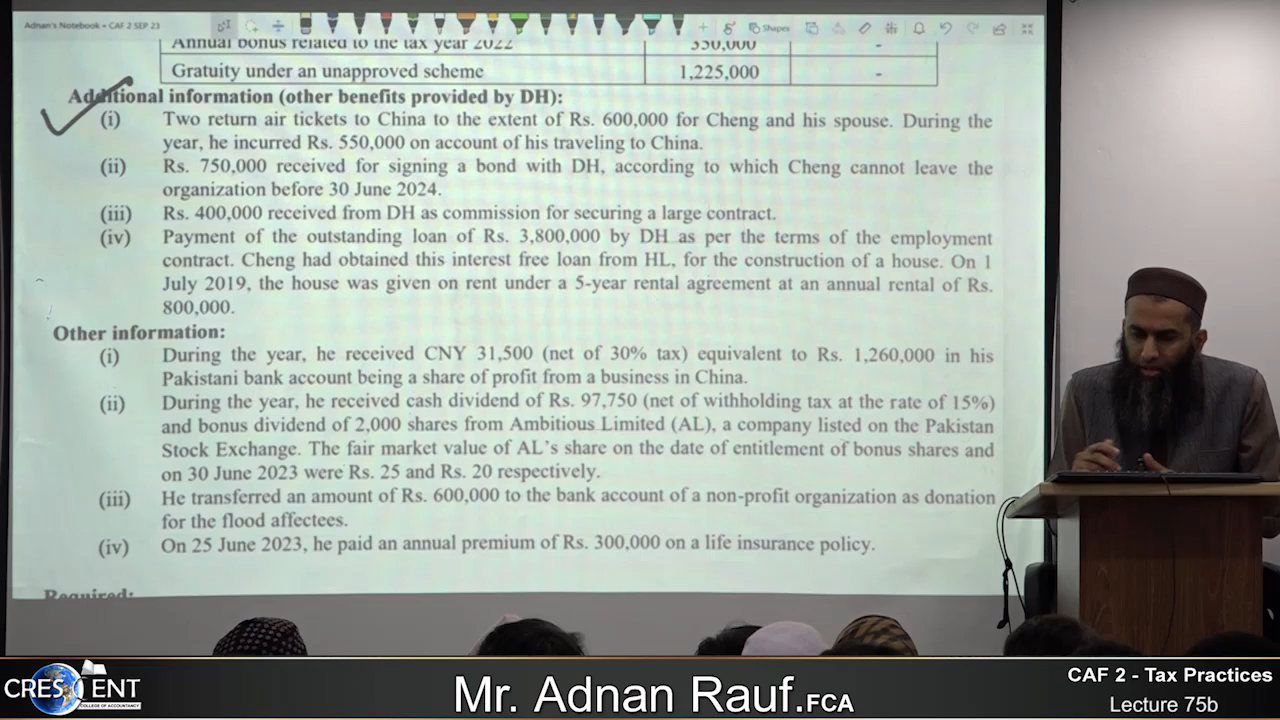 Adnan's Notebook - CAF 2 SEP 23
Shapes
Annual bonus related to the tax year 2022 350,000 -
Gratuity under an unapproved scheme 1,225,000 -
Additional information (other benefits provided by DH):
(i) Two return air tickets to China to the extent of Rs. 600,000 for Cheng and his spouse. During the
year, he incurred Rs. 550,000 on account of his traveling to China.
(ii) Rs. 750,000 received for signing a bond with DH, according to which Cheng cannot leave the
organization before 30 June 2024.
(iii) Rs. 400,000 received from DH as commission for securing a large contract.
(iv) Payment of the outstanding loan of Rs. 3,800,000 by DH as per the terms of the employment
contract. Cheng had obtained this interest free loan from HL, for the construction of a house. On 1
July 2019, the house was given on rent under a 5-year rental agreement at an annual rental of Rs.
800,000.
Other information:
(i) During the year, he received CNY 31,500 (net of 30% tax) equivalent to Rs. 1,260,000 in his
Pakistani bank account being a share of profit from a business in China.
(ii) During the year, he received cash dividend of Rs. 97,750 (net of withholding tax at the rate of 15%)
and bonus dividend of 2,000 shares from Ambitious Limited (AL), a company listed on the Pakistan
Stock Exchange. The fair market value of AL's share on the date of entitlement of bonus shares and
on 30 June 2023 were Rs. 25 and Rs. 20 respectively.
(iii) He transferred an amount of Rs. 600,000 to the bank account of a non-profit organization as donation
for the flood affectees.
(iv) On 25 June 2023, he paid an annual premium of Rs. 300,000 on a life insurance policy.
Required:
CRESCENT
COLLEGE OF ACCOUNTANCY
Mr. Adnan Rauf.FCA
CAF 2 - Tax Practices
Lecture 75b